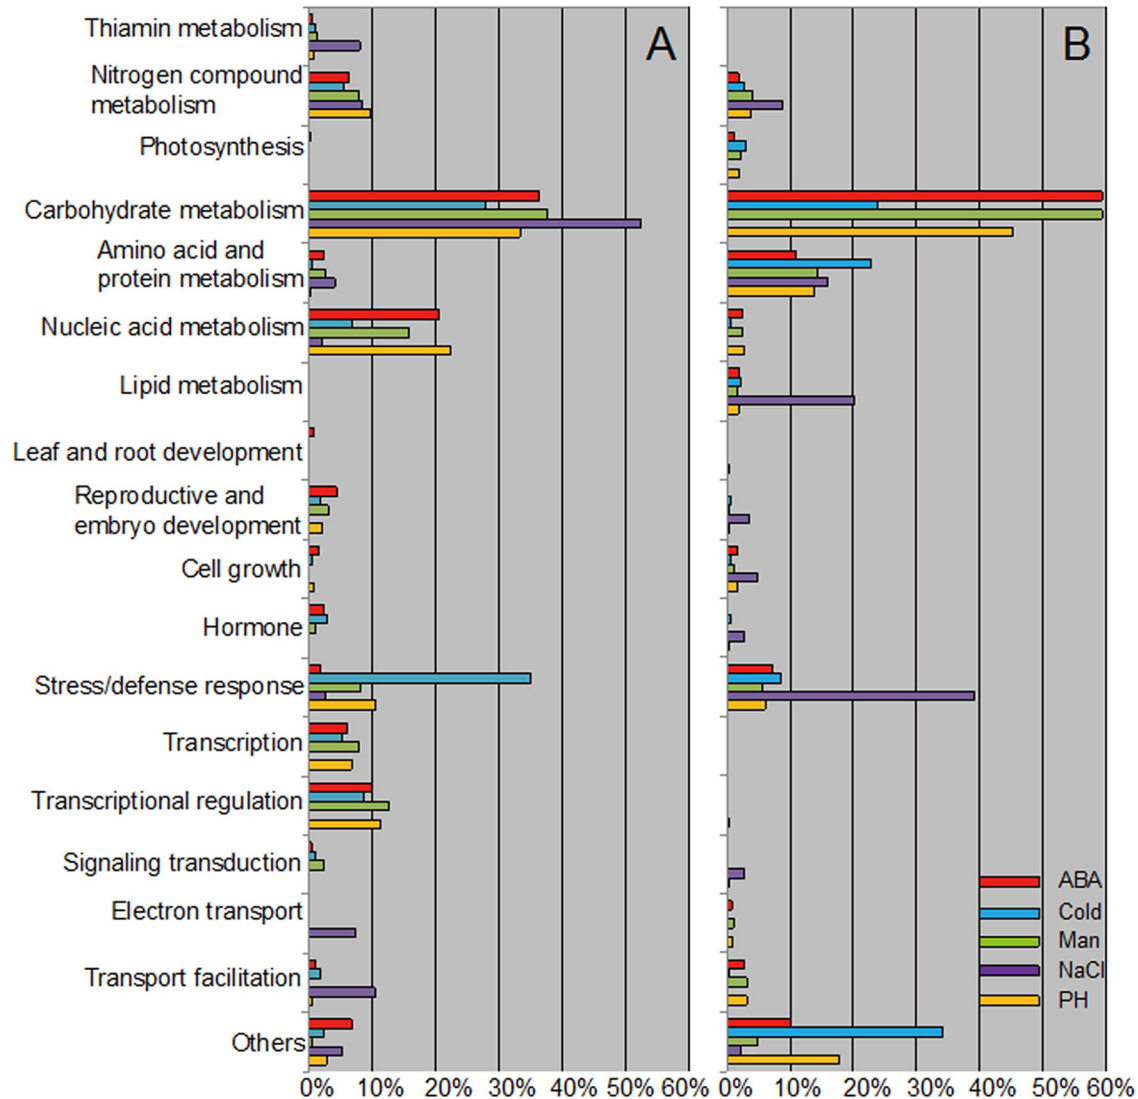 A
B
Thiamin metabolism
Nitrogen compound
metabolism
Photosynthesis
Carbohydrate metabolism
Amino acid and
protein metabolism
Nucleic acid metabolism
Lipid metabolism
Leaf and root development
Reproductive and
embryo development
Cell growth
Hormone
Stress/defense response
Transcription
Transcriptional regulation
Signaling transduction
Electron transport
Transport facilitation
Others
ABA
Cold
Man
NaCl
PH
0% 10% 20% 30% 40% 50% 60%
0% 10% 20% 30% 40% 50% 60%